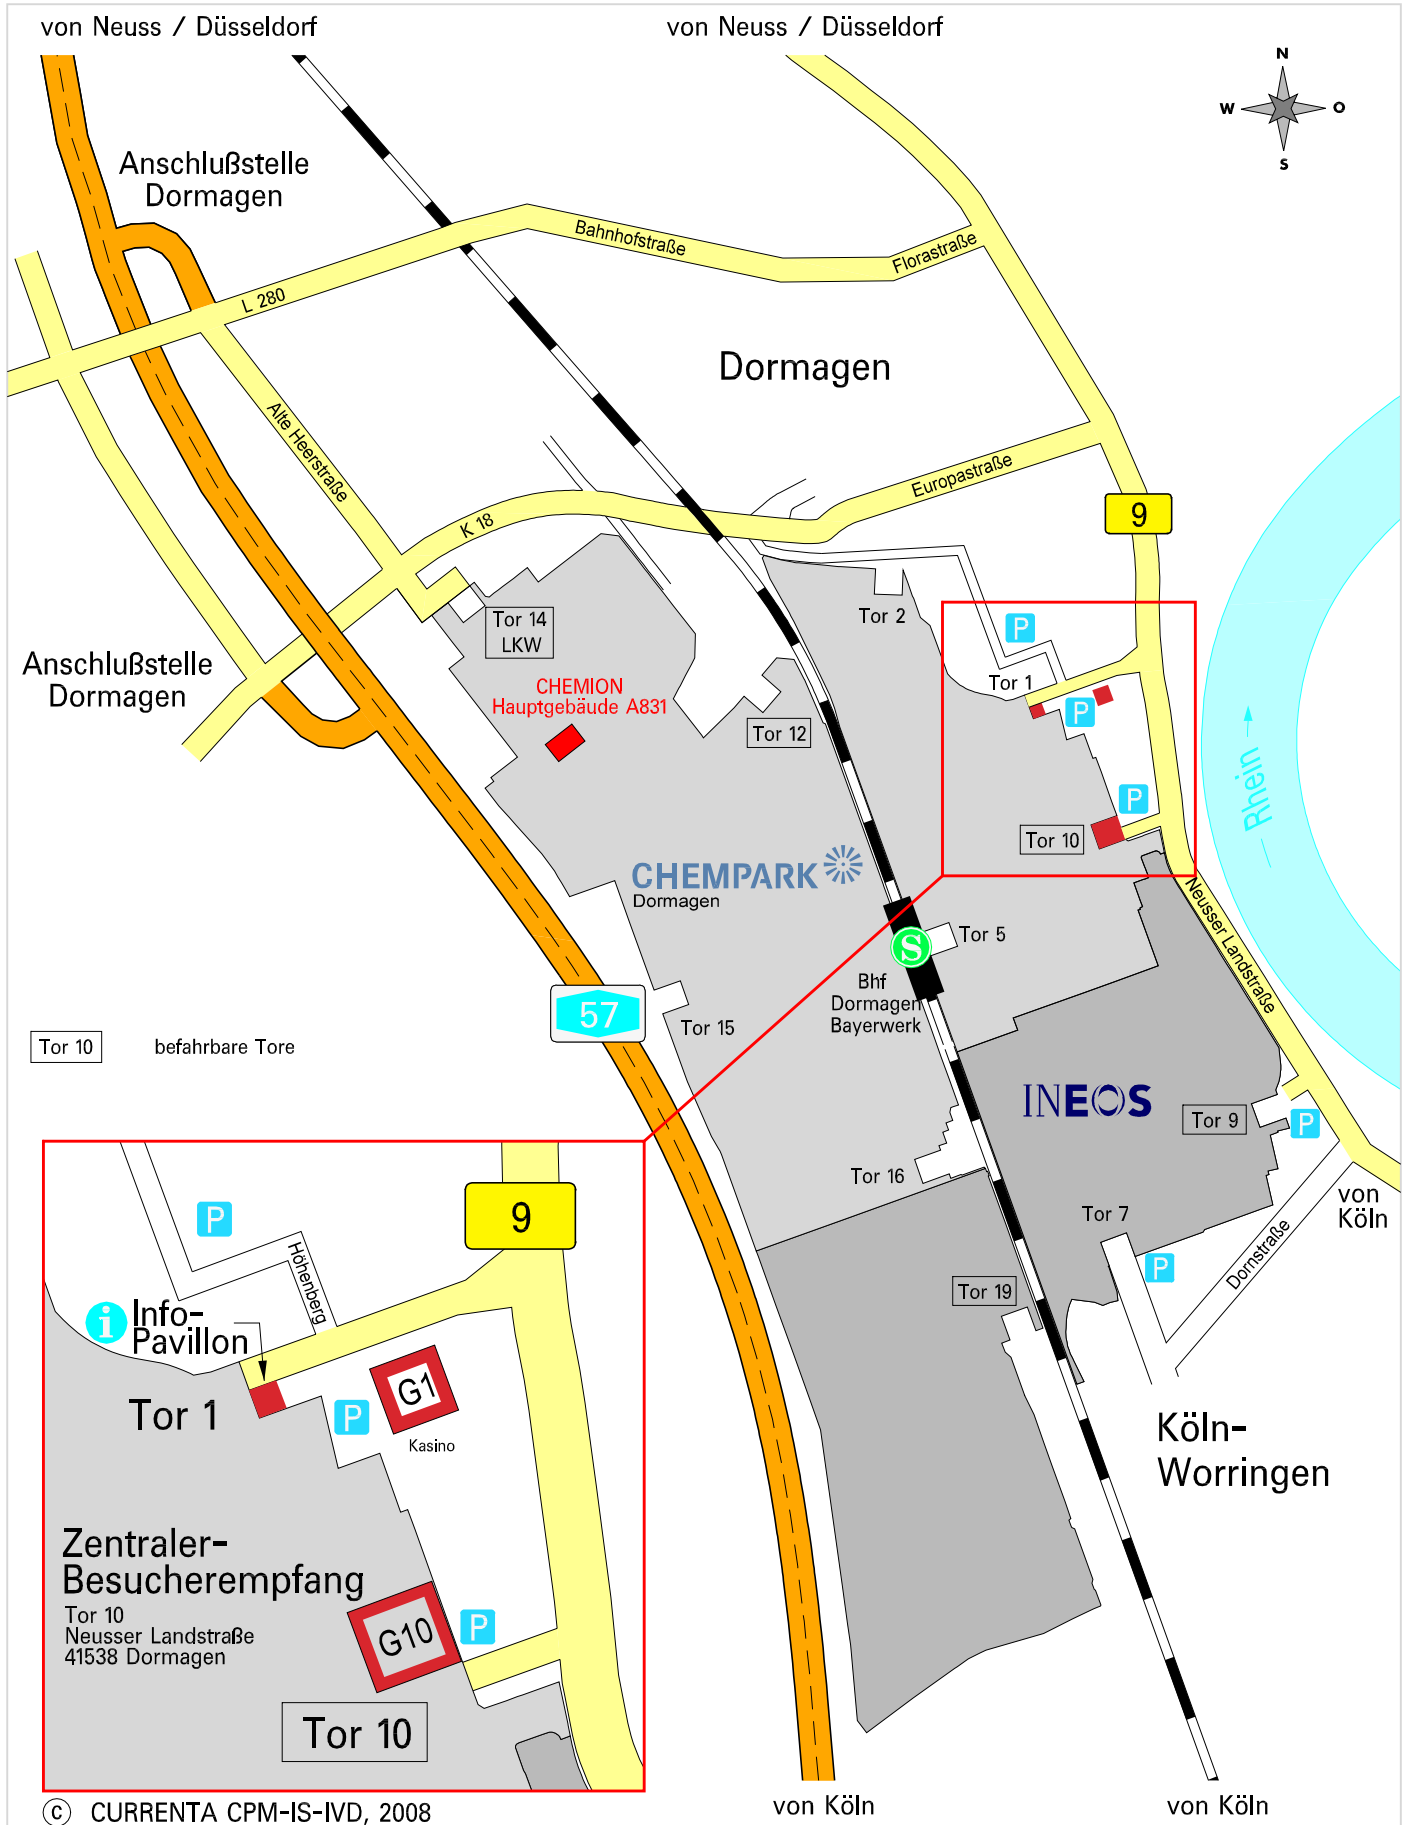 von Neuss / Düsseldorf
von Neuss / Düsseldorf
N
W
O
S
Anschlußstelle
Dormagen
Bahnhofstraße
Florastraße
L 280
Dormagen
Alte Heerstraße
Europastraße
K 18
9
Tor 14
LKW
Tor 2
P
Anschlußstelle
Dormagen
CHEMION
Hauptgebäude A831
Tor 1
P
Tor 12
Rhein
P
Tor 10
CHEMPARK
Dormagen
Neusser Landstraße
S
Tor 5
Bhf
Dormagen
Bayerwerk
57
Tor 15
Tor 10
befahrbare Tore
INEOS
Tor 9
P
Tor 16
von
Köln
Tor 7
P
Dornstraße
Tor 19
Köln-
Worringen
P
9
Höhenberg
i
Info-
Pavillon
Tor 1
P
G1
Kasino
Zentraler-
Besucherempfang
Tor 10
Neusser Landstraße
41538 Dormagen
G10
P
Tor 10
© CURRENTA CPM-IS-IVD, 2008
von Köln
von Köln